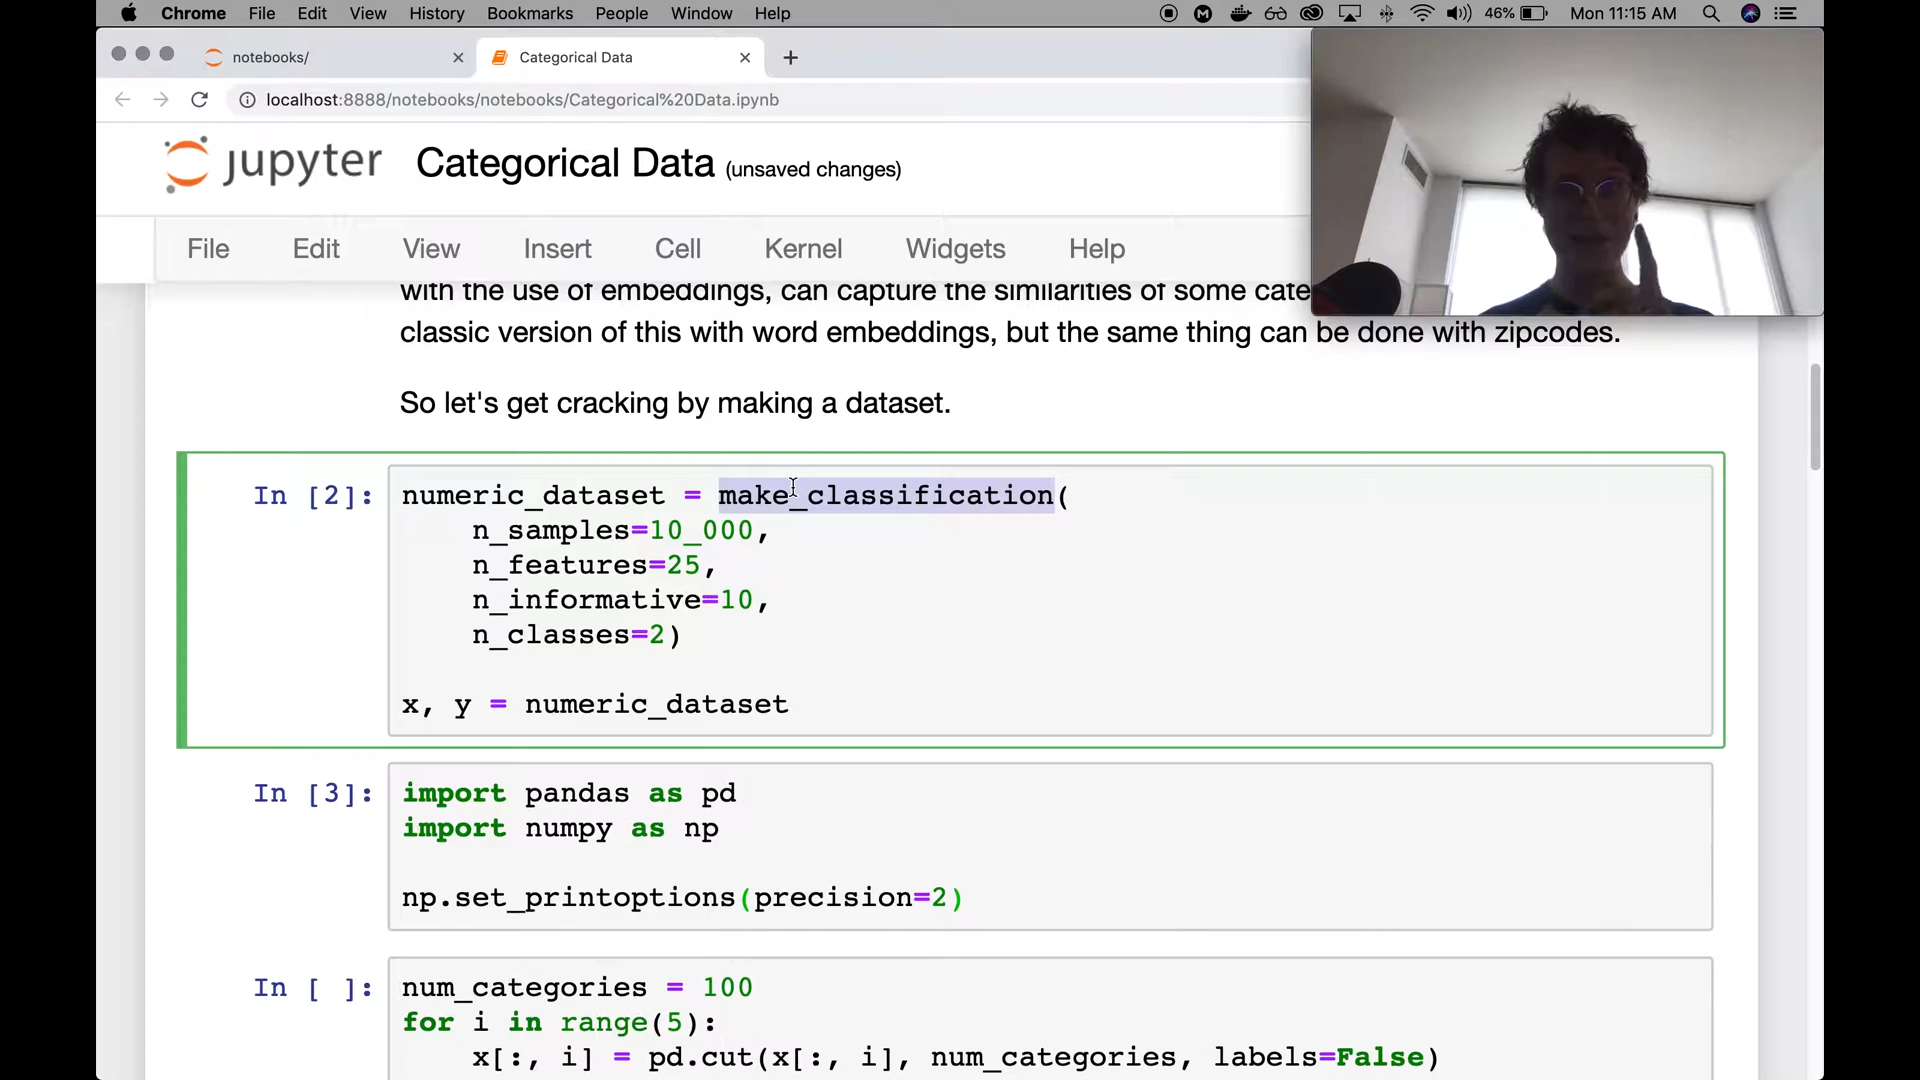 Chrome File Edit View History Bookmarks People Window Help 46% Mon 11:15 AM
notebooks/ Categorical Data
localhost:8888/notebooks/notebooks/Categorical%20Data.ipynb
jupyter Categorical Data (unsaved changes)
File Edit View Insert Cell Kernel Widgets Help
with the use of embeddings, can capture the similarities of some cate
classic version of this with word embeddings, but the same thing can be done with zipcodes.
So let's get cracking by making a dataset.
In [2]: numeric_dataset = make_classification(
n_samples=10_000,
n_features=25,
n_informative=10,
n_classes=2)
x, y = numeric_dataset
In [3]: import pandas as pd
import numpy as np
np.set_printoptions(precision=2)
In [ ]: num_categories = 100
for i in range(5):
x[:, i] = pd.cut(x[:, i], num_categories, labels=False)